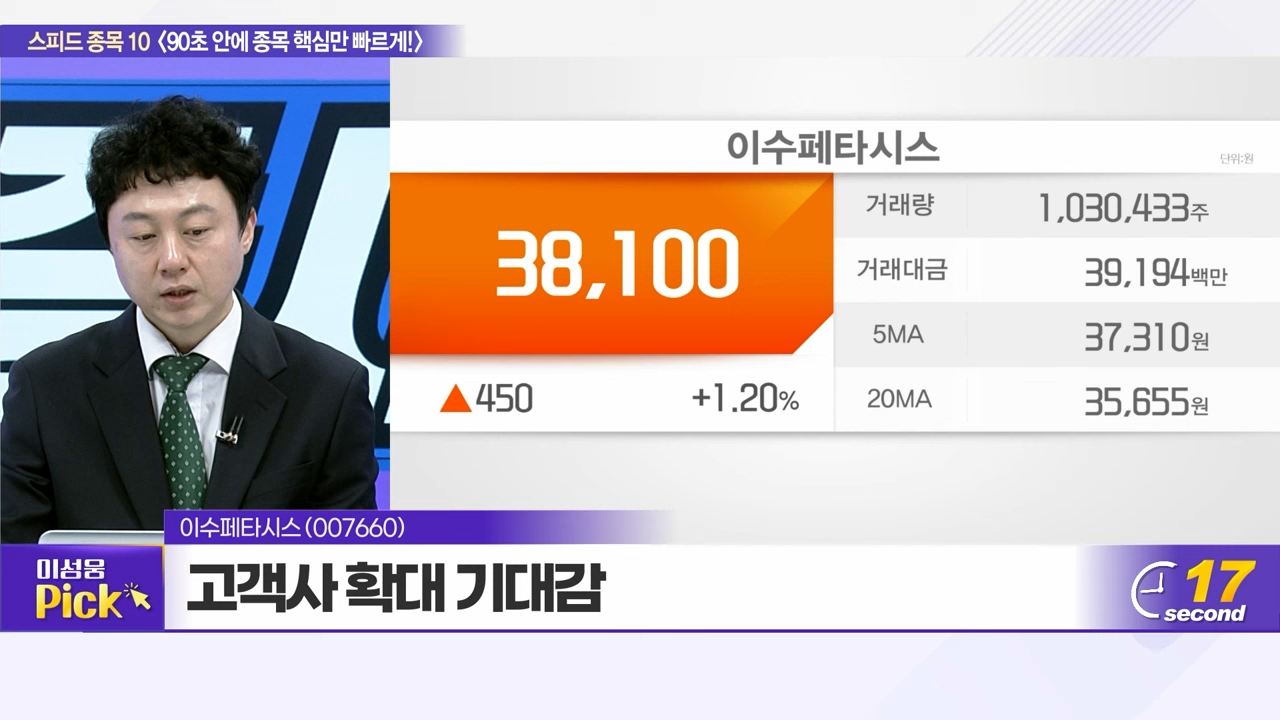 스피드 종목 10 〈90초 안에 종목 핵심만 빠르게!〉
이수페타시스
단위:원
38,100
▲450 +1.20%
거래량 1,030,433주
거래대금 39,194백만
5MA 37,310원
20MA 35,655원
이수페타시스 (007660)
이성웅
Pick
고객사 확대 기대감
17
second